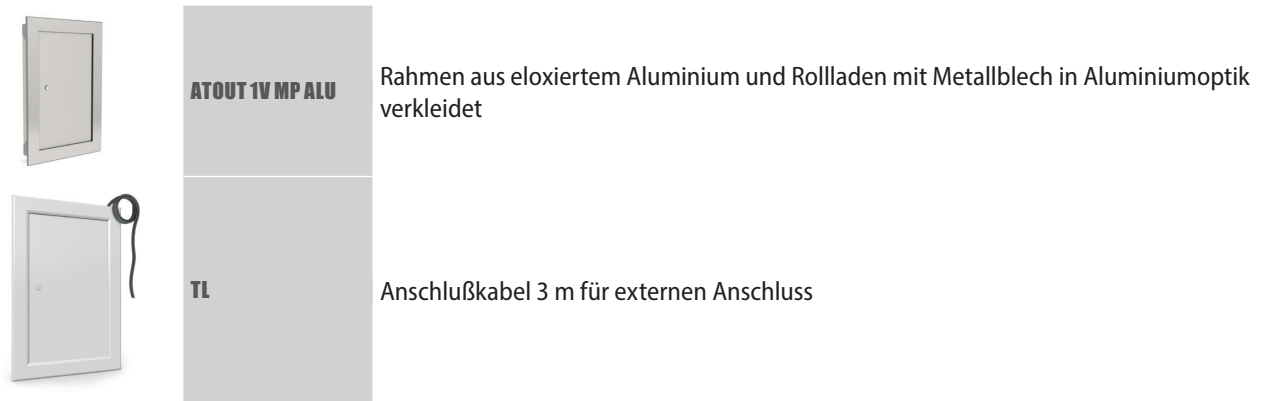 ATOUT 1V MP ALU
Rahmen aus eloxiertem Aluminium und Rollladen mit Metallblech in Aluminiumoptik
verkleidet
TL
Anschlußkabel 3 m für externen Anschluss